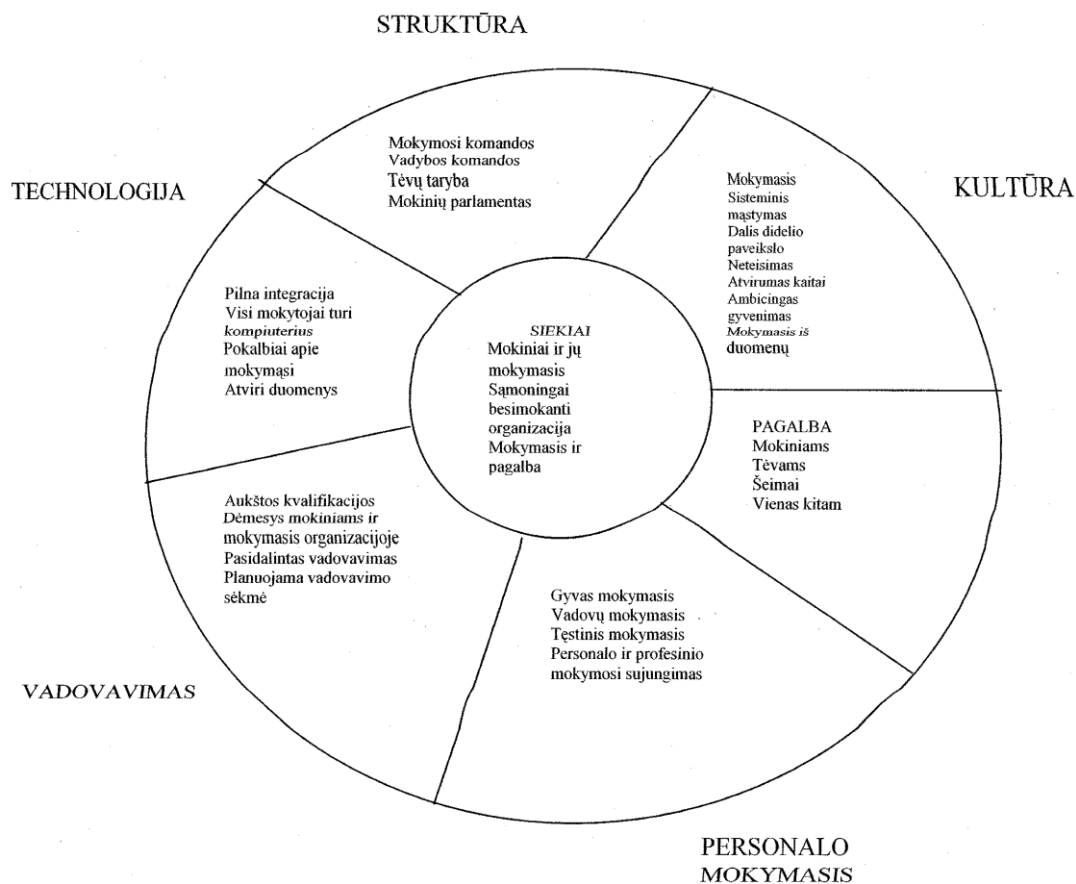 STRUKTŪRA
Mokymosi komandos
Vadybos komandos
Tėvų taryba
Mokinių parlamentas
KULTŪRA
Mokymasis
Sisteminis
mąstymas
Dalis didelio
paveikslo
Neteisimas
Atvirumas kaitai
Ambicingas
gyvenimas
Mokymasis iš
duomenų
TECHNOLOGIJA
Pilna integracija
Visi mokytojai turi
kompiuterius
Pokalbiai apie
mokymąsi
Atviri duomenys
SIEKIAI
Mokiniai ir jų
mokymasis
Sąmoningai
besimokanti
organizacija
Mokymasis ir
pagalba
PAGALBA
Mokiniams
Tėvams
Šeimai
Vienas kitam
Aukštos kvalifikacijos
Dėmesys mokiniams ir
mokymasis organizacijoje
Pasidalintas vadovavimas
Planuojama vadovavimo
sėkmė
VADOVAVIMAS
Gyvas mokymasis
Vadovų mokymasis
Tęstinis mokymasis
Personalo ir profesinio
mokymosi sujungimas
PERSONALO
MOKYMASIS